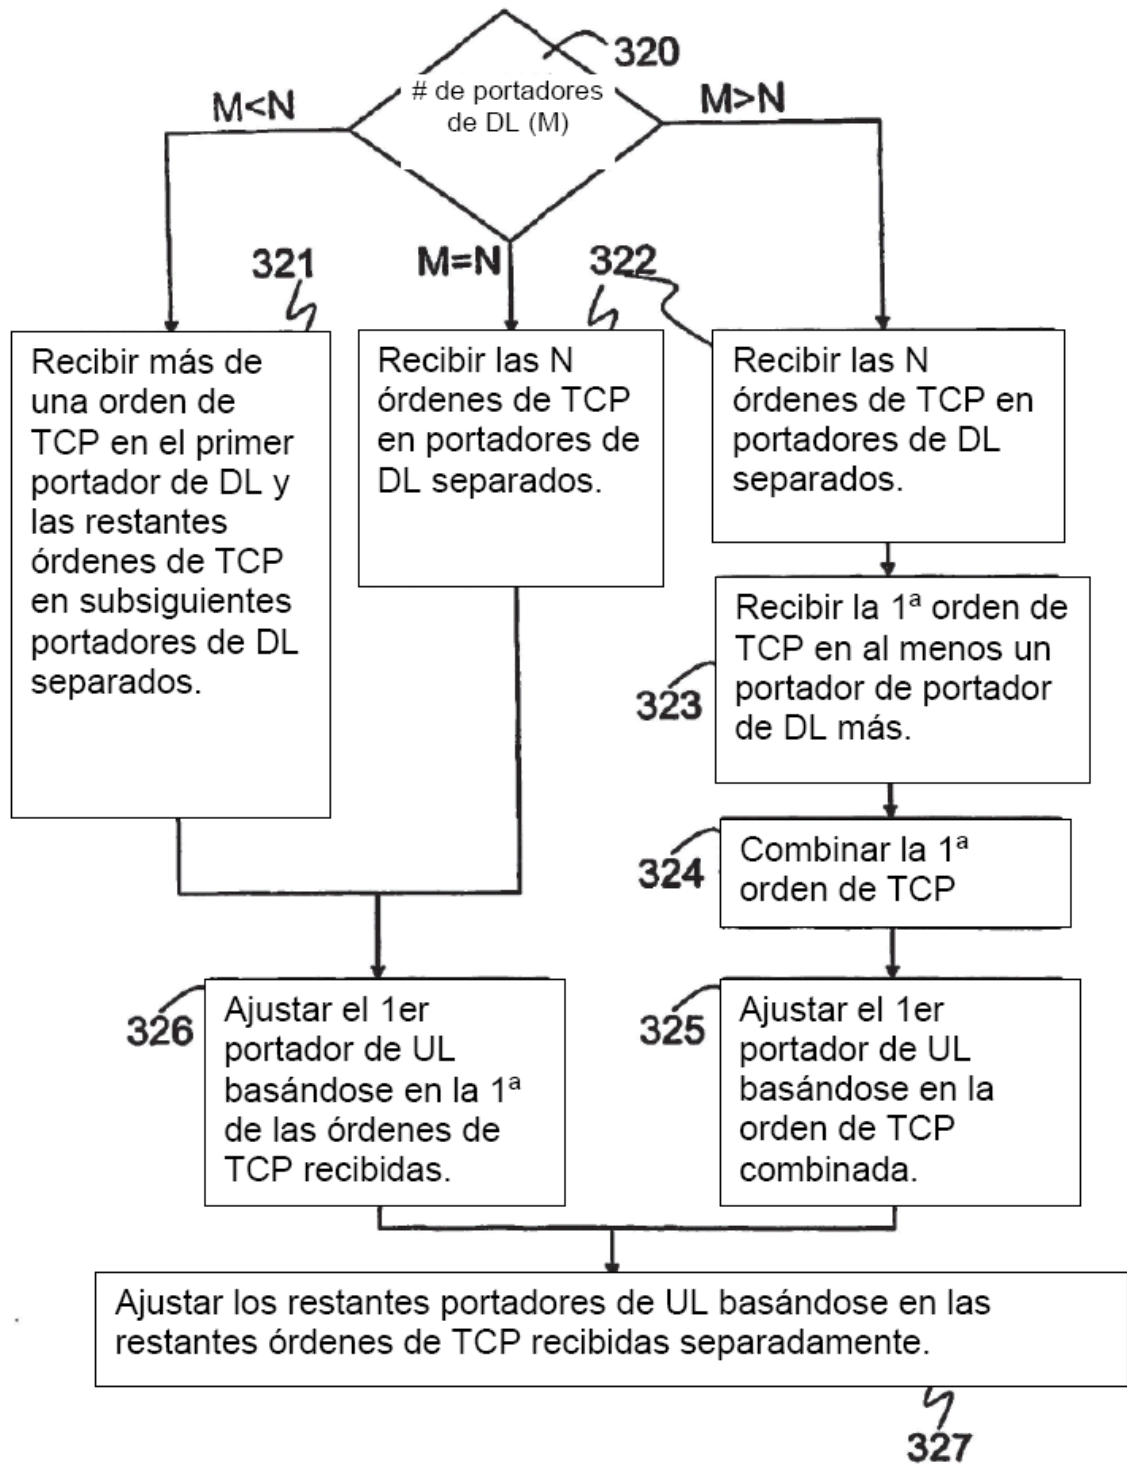 320
# de portadores
de DL (M)
M<N
M>N
M=N
321
322
Recibir más de
una orden de
TCP en el primer
portador de DL y
las restantes
órdenes de TCP
en subsiguientes
portadores de DL
separados.
Recibir las N
órdenes de TCP
en portadores de
DL separados.
Recibir las N
órdenes de TCP en
portadores de DL
separados.
Recibir la 1ª orden de
TCP en al menos un
portador de portador
de DL más.
323
Combinar la 1ª
orden de TCP
324
326
Ajustar el 1er
portador de UL
basándose en la 1ª
de las órdenes de
TCP recibidas.
325
Ajustar el 1er
portador de UL
basándose en la
orden de TCP
combinada.
Ajustar los restantes portadores de UL basándose en las
restantes órdenes de TCP recibidas separadamente.
327